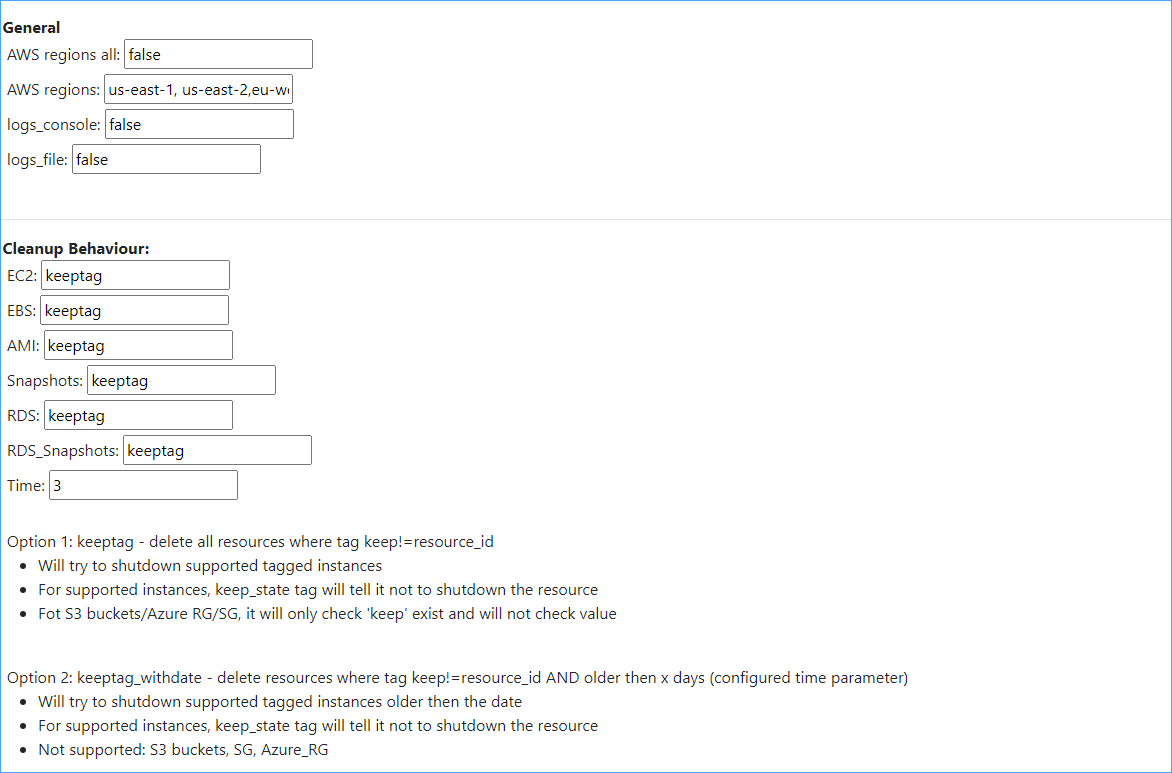 General
AWS regions all: false
AWS regions: us-east-1, us-east-2,eu-we
logs_console: false
logs_file: false
Cleanup Behaviour:
EC2: keeptag
EBS: keeptag
AMI: keeptag
Snapshots: keeptag
RDS: keeptag
RDS_Snapshots: keeptag
Time: 3
Option 1: keeptag - delete all resources where tag keep!=resource_id
• Will try to shutdown supported tagged instances
• For supported instances, keep_state tag will tell it not to shutdown the resource
• Fot S3 buckets/Azure RG/SG, it will only check 'keep' exist and will not check value
Option 2: keeptag_withdate - delete resources where tag keep!=resource_id AND older then x days (configured time parameter)
• Will try to shutdown supported tagged instances older then the date
• For supported instances, keep_state tag will tell it not to shutdown the resource
• Not supported: S3 buckets, SG, Azure_RG